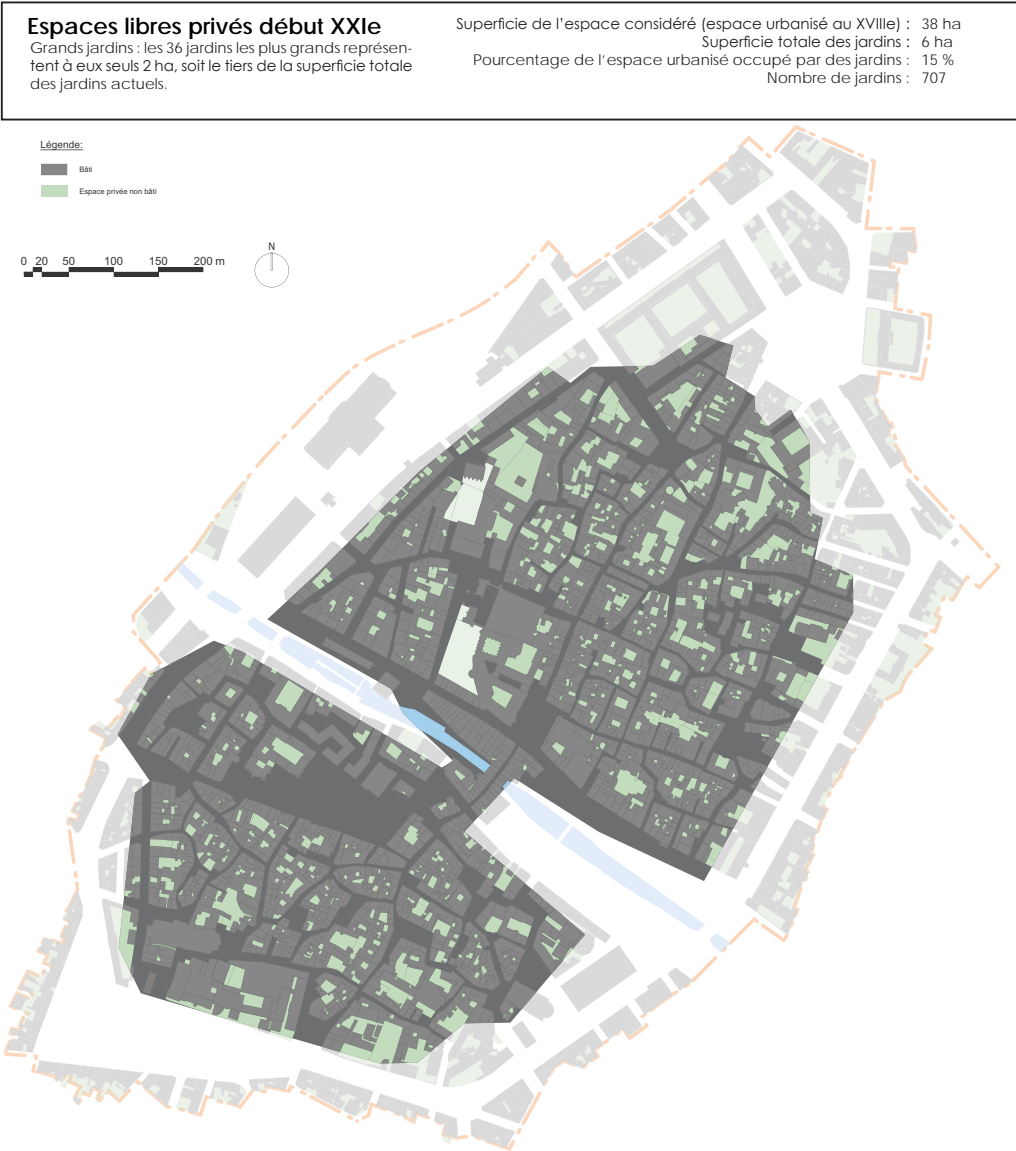 Espaces libres privés début XXIe
Grands jardins : les 36 jardins les plus grands représen-
tent à eux seuls 2 ha, soit le tiers de la superficie totale
des jardins actuels.
Superficie de l'espace considéré (espace urbanisé au XVIIIe) : 38 ha
Superficie totale des jardins : 6 ha
Pourcentage de l'espace urbanisé occupé par des jardins : 15 %
Nombre de jardins : 707
Légende:
Bâti
Espace privée non bâti
0 20 50 100 150 200 m
N